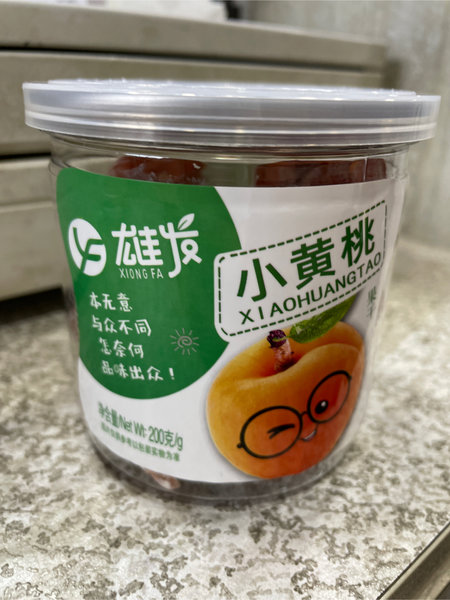 雄发
XIONG FA
本无意
与众不同
怎奈何
品味出众！
小黄桃
XIAOHUANGTAO
净含量/Net Wt: 200克/g